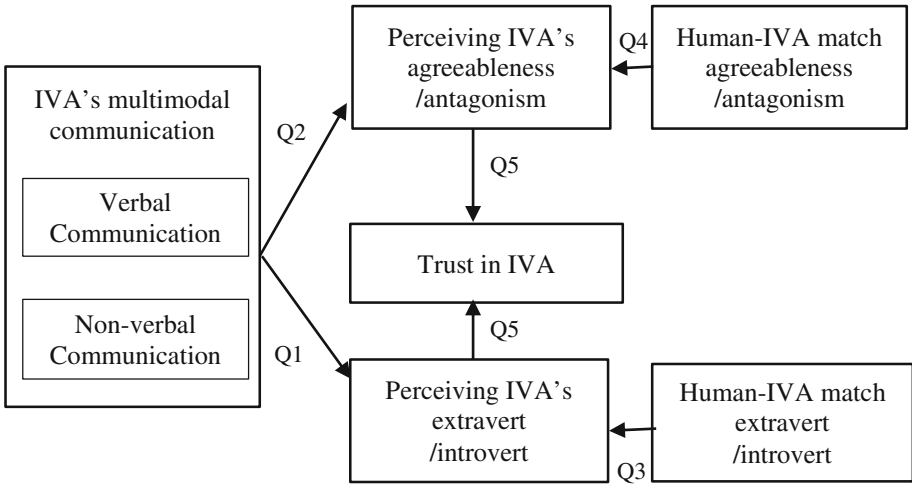 IVA’s multimodal
communication
Verbal
Communication
Non-verbal
Communication
Q2
Q1
Perceiving IVA’s
agreeableness
/antagonism
Q4
Human-IVA match
agreeableness
/antagonism
Q5
Trust in IVA
Q5
Perceiving IVA’s
extravert
/introvert
Q3
Human-IVA match
extravert
/introvert